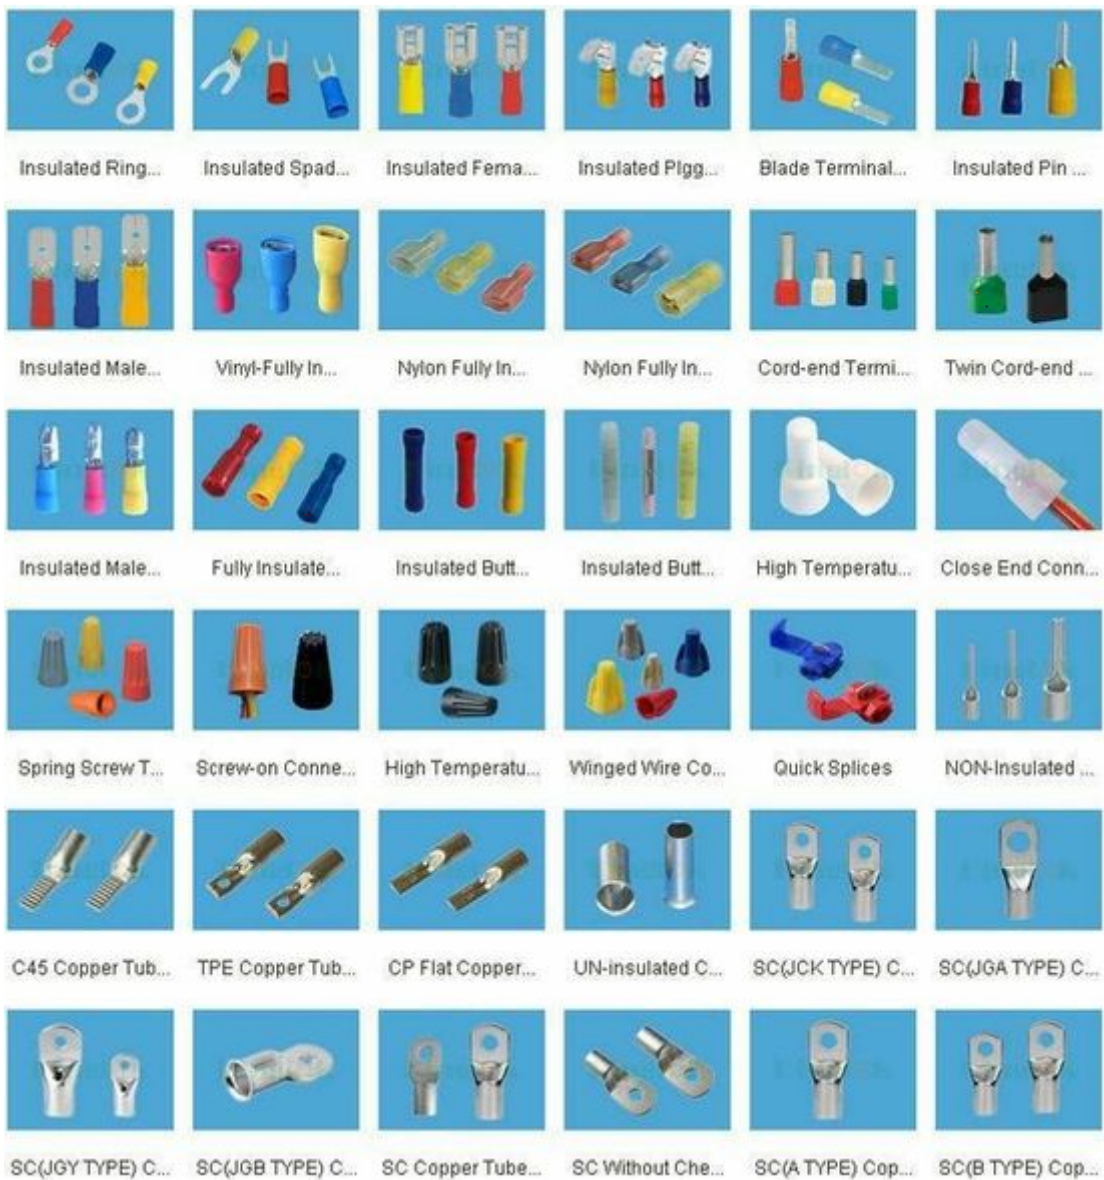 Insulated Ring...
Insulated Spad...
Insulated Fema...
Insulated Plgg...
Blade Terminal...
Insulated Pin ...
Insulated Male...
Vinyl-Fully In...
Nylon Fully In...
Nylon Fully In...
Cord-end Termi...
Twin Cord-end ...
Insulated Male...
Fully Insulate...
Insulated Butt...
Insulated Butt...
High Temperatu...
Close End Conn...
Spring Screw T...
Screw-on Conne...
High Temperatu...
Winged Wire Co...
Quick Splices
NON-Insulated ...
C45 Copper Tub...
TPE Copper Tub...
CP Flat Copper...
UN-insulated C...
SC(JCK TYPE) C...
SC(JGA TYPE) C...
SC(JGY TYPE) C...
SC(JGB TYPE) C...
SC Copper Tube...
SC Without Che...
SC(A TYPE) Cop...
SC(B TYPE) Cop...